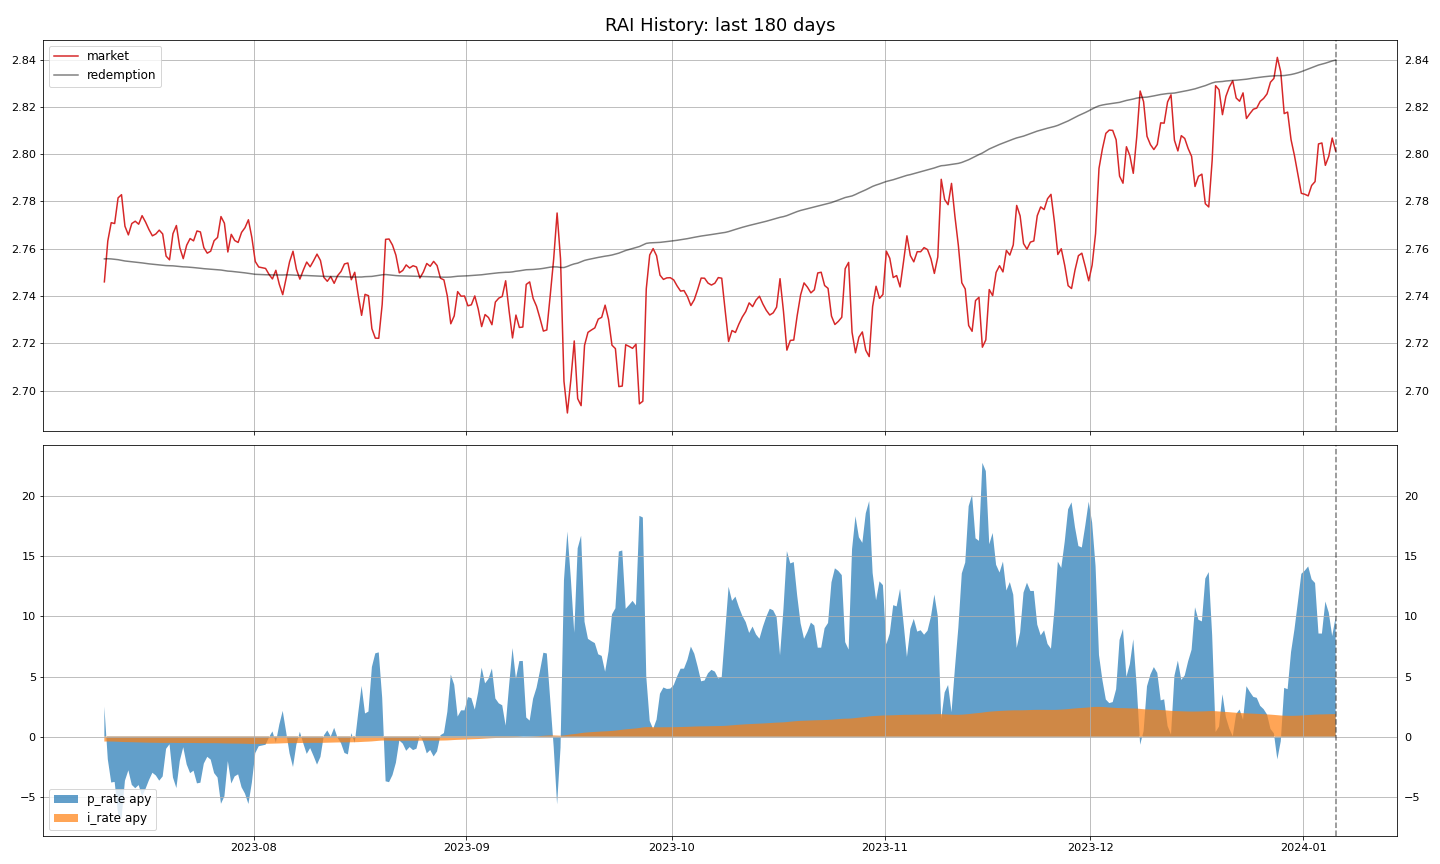 RAI History: last 180 days
market
redemption
2.84 2.84
2.82 2.82
2.80 2.80
2.78 2.78
2.76 2.76
2.74 2.74
2.72 2.72
2.70 2.70
20 20
15 15
10 10
5 5
0 0
−5 −5
p_rate apy
i_rate apy
2023-08 2023-09 2023-10 2023-11 2023-12 2024-01